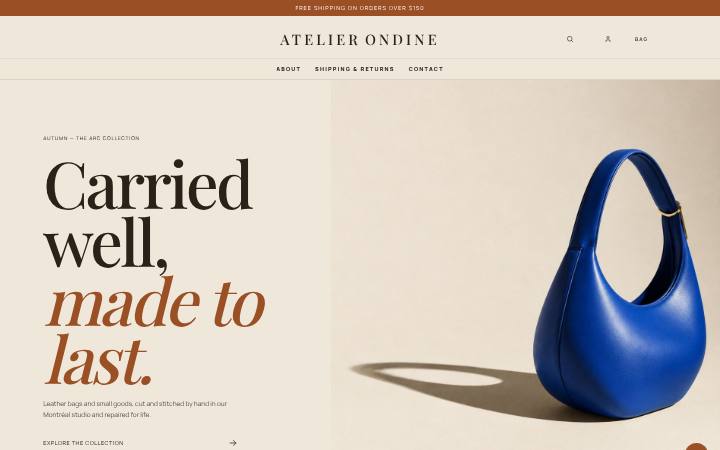 FREE SHIPPING ON ORDERS OVER $150
ATELIER ONDINE
BAG
ABOUT SHIPPING & RETURNS CONTACT
AUTUMN — THE ARC COLLECTION
Carried
well,
made to
last.
Leather bags and small goods, cut and stitched by hand in our
Montréal studio and repaired for life.
EXPLORE THE COLLECTION